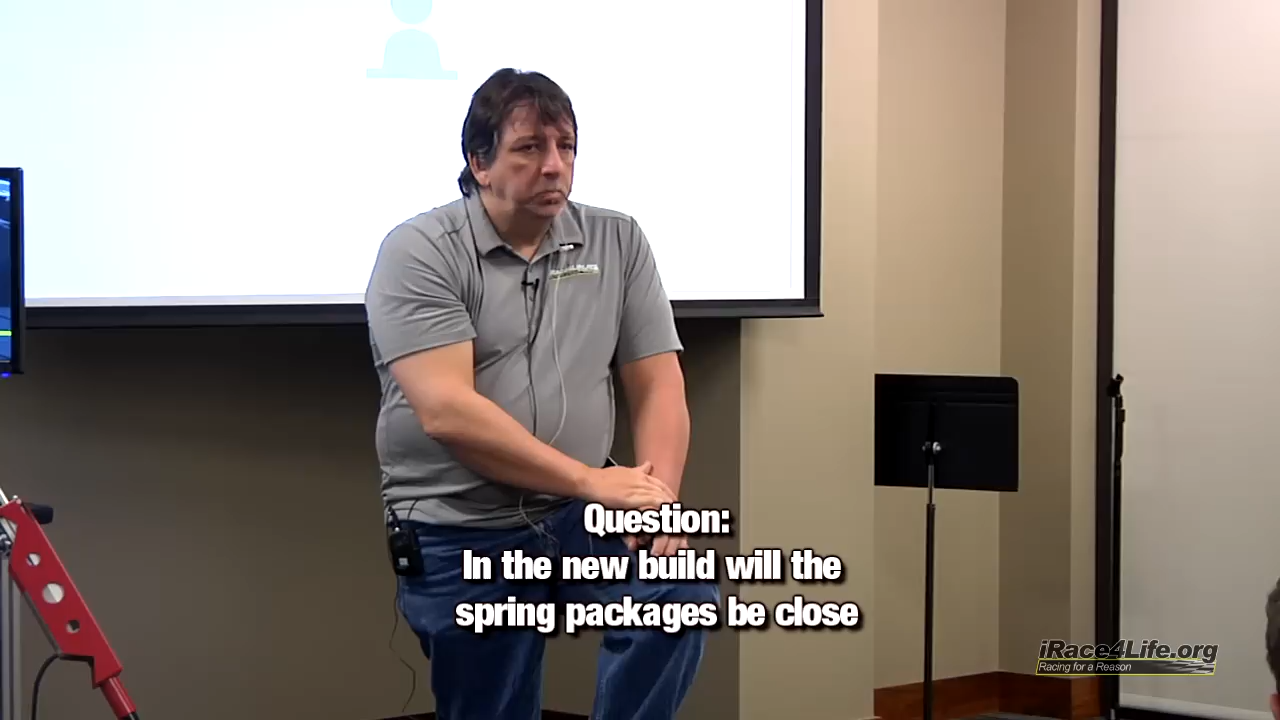 Question:
In the new build will the
spring packages be close
iRace4Life.org
Racing for a Reason